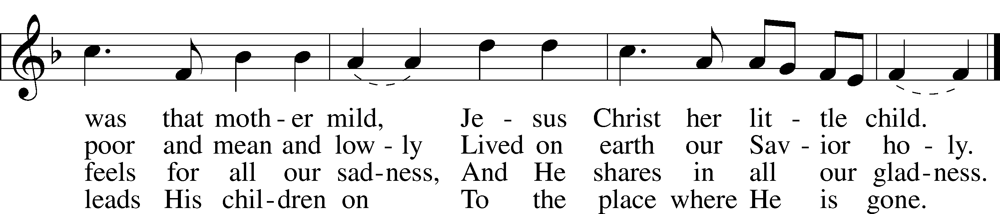 was that moth - er mild, Je - sus Christ her lit - tle child.
poor and mean and low - ly Lived on earth our Sav - ior ho - ly.
feels for all our sad - ness, And He shares in all our glad - ness.
leads His chil - dren on To the place where He is gone.